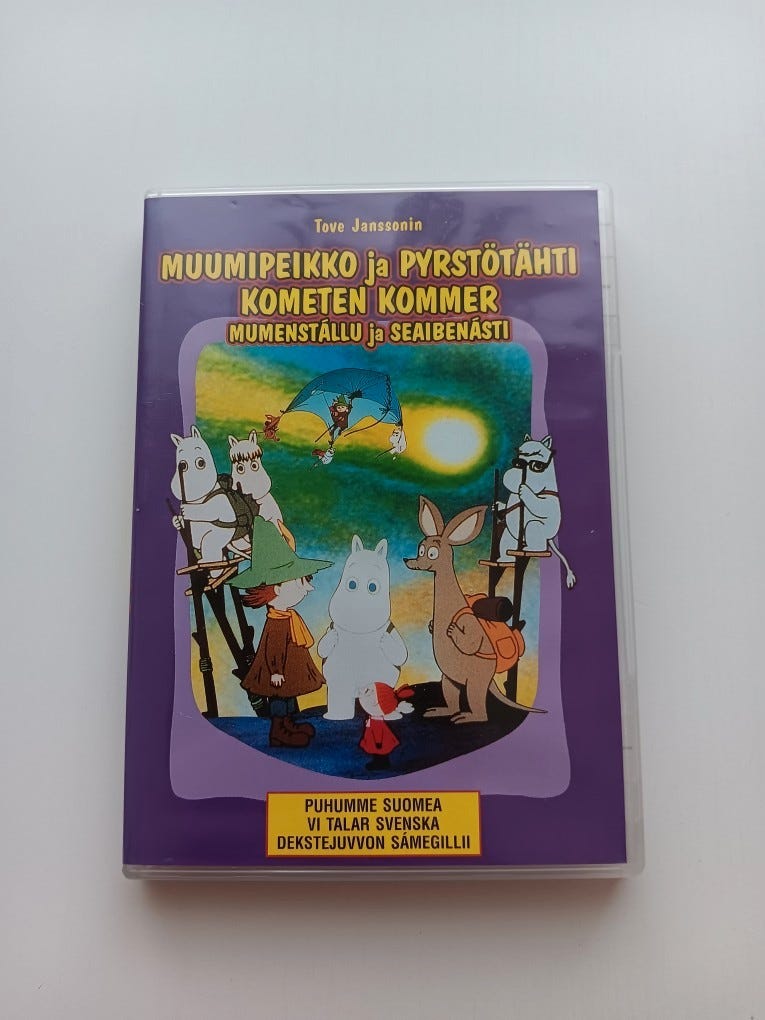 Tove Janssonin
MUUMIPEIKKO ja PYRSTÖTÄHTI
KOMETEN KOMMER
MUMENSTÁLLU ja SEAIBENÁSTI
PUHUMME SUOMEA
VI TALAR SVENSKA
DEKSTEJUVVON SÁMEGILLII